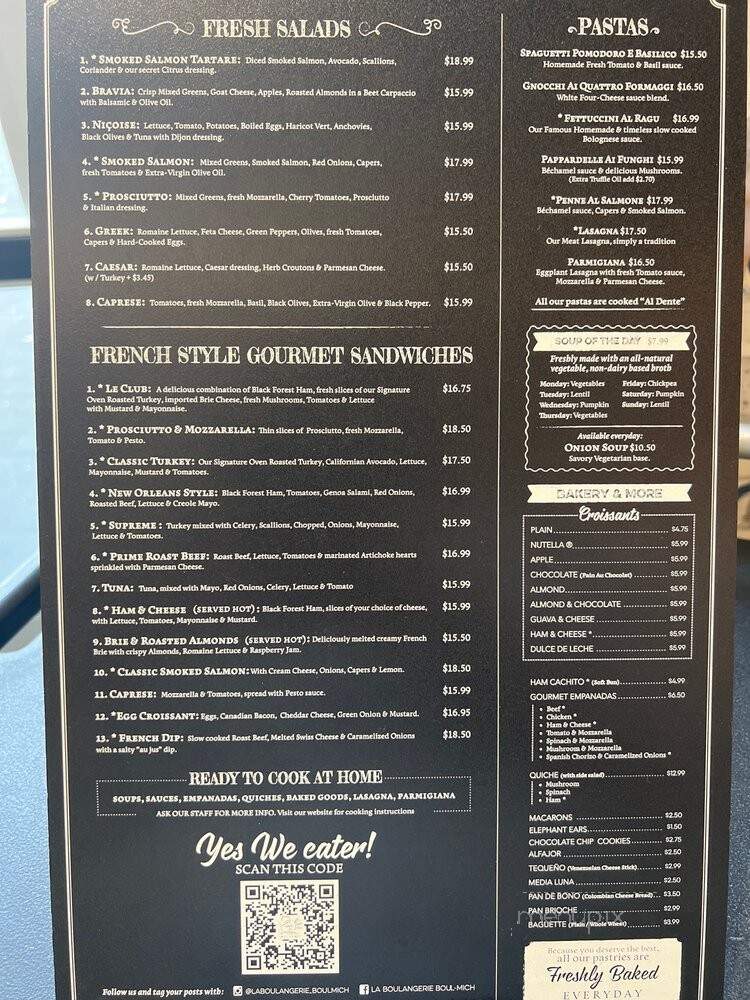 FRESH SALADS
1. * SMOKED SALMON TARTARE: Diced Smoked Salmon, Avocado, Scallions, $18.99
Coriander & our secret Citrus dressing.
2. BRAVIA: Crisp Mixed Greens, Goat Cheese, Apples, Roasted Almonds in a Beet Carpaccio $15.99
with Balsamic & Olive Oil.
3. NIÇOISE: Lettuce, Tomato, Potatoes, Boiled Eggs, Haricot Vert, Anchovies, $15.99
Black Olives & Tuna with Dijon dressing.
4. * SMOKED SALMON: Mixed Greens, Smoked Salmon, Red Onions, Capers, $17.99
fresh Tomatoes & Extra-Virgin Olive Oil.
5. * PROSCIUTTO: Mixed Greens, fresh Mozzarella, Cherry Tomatoes, Prosciutto $17.99
& Italian dressing.
6. GREEK: Romaine Lettuce, Feta Cheese, Green Peppers, Olives, fresh Tomatoes, $15.50
Capers & Hard-Cooked Eggs.
7. CAESAR: Romaine Lettuce, Caesar dressing, Herb Croutons & Parmesan Cheese. $15.50
(w / Turkey + $3.45)
8. CAPRESE: Tomatoes, fresh Mozzarella, Basil, Black Olives, Extra-Virgin Olive & Black Pepper. $15.99
FRENCH STYLE GOURMET SANDWICHES
1. * LE CLUB: A delicious combination of Black Forest Ham, fresh slices of our Signature $16.75
Oven Roasted Turkey, imported Brie Cheese, fresh Mushrooms, Tomatoes & Lettuce
with Mustard & Mayonnaise.
2. * PROSCIUTTO & MOZZARELLA: Thin slices of Prosciutto, fresh Mozzarella, $18.50
Tomato & Pesto.
3. * CLASSIC TURKEY: Our Signature Oven Roasted Turkey, Californian Avocado, Lettuce, $17.50
Mayonnaise, Mustard & Tomatoes.
4. * NEW ORLEANS STYLE: Black Forest Ham, Tomatoes, Genoa Salami, Red Onions, $16.99
Roasted Beef, Lettuce & Creole Mayo.
5. * SUPREME : Turkey mixed with Celery, Scallions, Chopped, Onions, Mayonnaise, $15.99
Lettuce & Tomatoes.
6. * PRIME ROAST BEEF: Roast Beef, Lettuce, Tomatoes & marinated Artichoke hearts $16.99
sprinkled with Parmesan Cheese.
7. TUNA: Tuna, mixed with Mayo, Red Onions, Celery, Lettuce & Tomato $15.99
8. * HAM & CHEESE (SERVED HOT) : Black Forest Ham, slices of your choice of cheese, $15.99
with Lettuce, Tomatoes, Mayonnaise & Mustard.
9. BRIE & ROASTED ALMONDS (SERVED HOT): Deliciously melted creamy French $15.50
Brie with crispy Almonds, Romaine Lettuce & Raspberry Jam.
10. * CLASSIC SMOKED SALMON: With Cream Cheese, Onions, Capers & Lemon. $18.50
11. CAPRESE: Mozzarella & Tomatoes, spread with Pesto sauce. $15.99
12. *EGG CROISSANT: Eggs, Canadian Bacon, Cheddar Cheese, Green Onion & Mustard. $16.95
13. * FRENCH DIP: Slow cooked Roast Beef, Melted Swiss Cheese & Caramelized Onions $18.50
with a salty "au jus" dip.
READY TO COOK AT HOME
SOUPS, SAUCES, EMPANADAS, QUICHES, BAKED GOODS, LASAGNA, PARMIGIANA
ASK OUR STAFF FOR MORE INFO. Visit our website for cooking instructions
Yes We cater!
SCAN THIS CODE
Follow us and tag your posts with: @LABOULANGERIE_BOULMICH LA BOULANGERIE BOUL-MICH
PASTAS
SPAGUETTI POMODORO E BASILICO $15.50
Homemade Fresh Tomato & Basil sauce.
GNOCCHI AI QUATTRO FORMAGGI $16.50
White Four-Cheese sauce blend.
* FETTUCCINI AL RAGU $16.99
Our Famous Homemade & timeless slow cooked
Bolognese sauce.
PAPPARDELLE AI FUNGHI $15.99
Béchamel sauce & delicious Mushrooms.
(Extra Truffle Oil add $2.70)
*PENNE AL SALMONE $17.99
Béchamel sauce, Capers & Smoked Salmon.
*LASAGNA $17.50
Our Meat Lasagna, simply a tradition
PARMIGIANA $16.50
Eggplant Lasagna with fresh Tomato sauce,
Mozzarella & Parmesan Cheese.
All our pastas are cooked "Al Dente"
SOUP OF THE DAY $7.99
Freshly made with an all-natural
vegetable, non-dairy based broth
Monday: Vegetables Friday: Chickpea
Tuesday: Lentil Saturday: Pumpkin
Wednesday: Pumpkin Sunday: Lentil
Thursday: Vegetables
Available everyday:
ONION SOUP $10.50
Savory Vegetarian base.
BAKERY & MORE
Croissants
PLAIN $4.75
NUTELLA ® $5.99
APPLE $5.99
CHOCOLATE (Pain Au Chocolat) $5.99
ALMOND $5.99
ALMOND & CHOCOLATE $5.99
GUAVA & CHEESE $5.99
HAM & CHEESE * $5.99
DULCE DE LECHE $5.99
HAM CACHITO * (Soft Bun) $4.99
GOURMET EMPANADAS $6.50
• Beef *
• Chicken *
• Ham & Cheese *
• Tomato & Mozzarella
• Spinach & Mozzarella
• Mushroom & Mozzarella
• Spanish Chorizo & Caramelized Onions *
QUICHE (with side salad) $12.99
• Mushroom
• Spinach
• Ham *
MACARONS $2.50
ELEPHANT EARS $1.50
CHOCOLATE CHIP COOKIES $2.75
ALFAJOR $2.50
TEQUEÑO (Venezuelan Cheese Stick) $2.99
MEDIA LUNA $2.50
PAN DE BONO (Colombian Cheese Bread) $3.50
PAN BRIOCHE $2.99
BAGUETTE (Plain / Whole Wheat) $3.99
menupix
Because you deserve the best,
all our pastries are
Freshly Baked
EVERYDAY